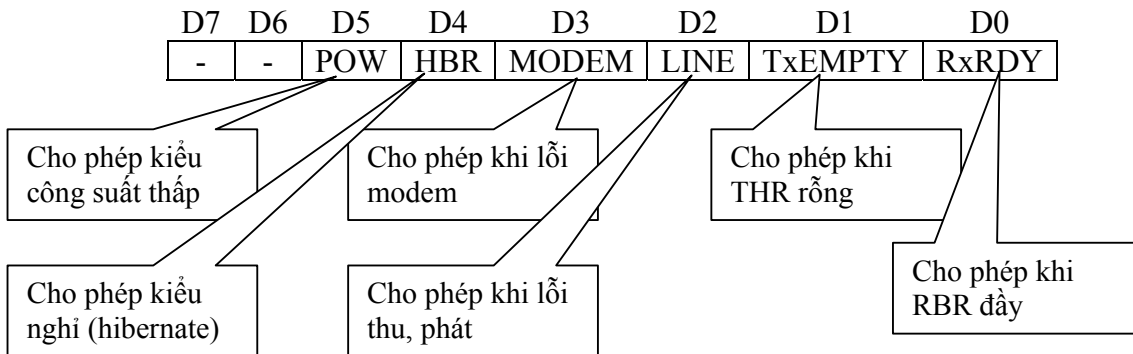 D7 D6 D5 D4 D3 D2 D1 D0
- - POW HBR MODEM LINE TxEMPTY RxRDY
Cho phép kiểu
công suất thấp
Cho phép khi lỗi
modem
Cho phép khi
THR rỗng
Cho phép khi
RBR đầy
Cho phép kiểu
nghỉ (hibernate)
Cho phép khi lỗi
thu, phát